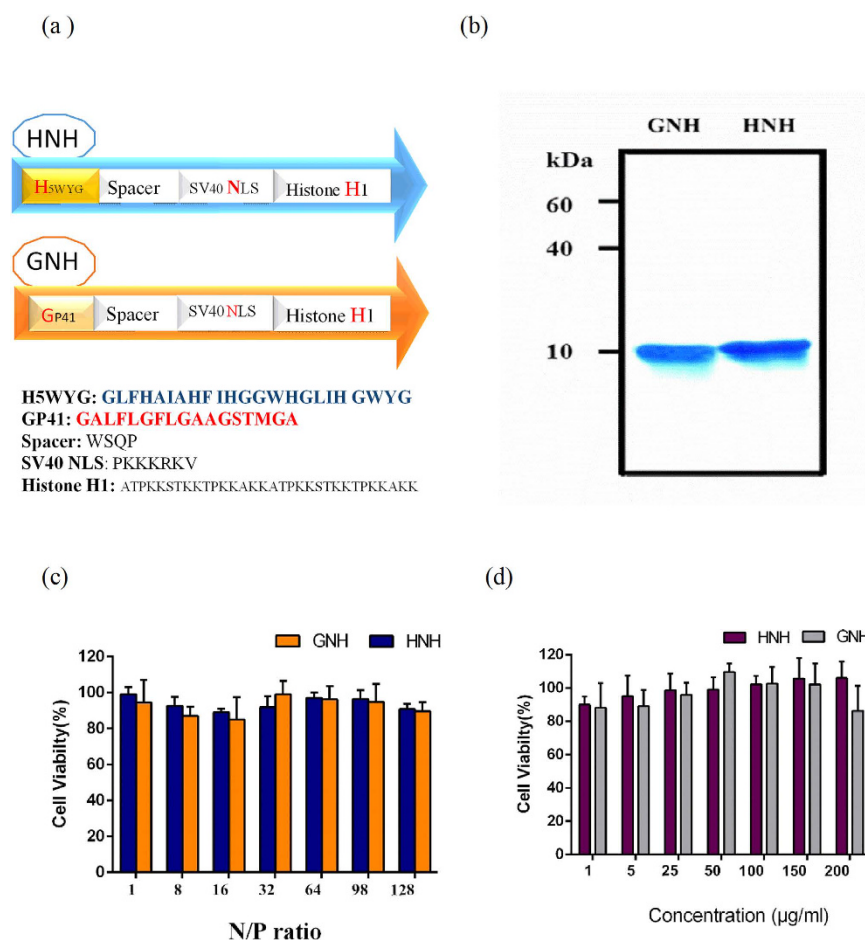 (a )
HNH
H5WYG Spacer SV40 NLS Histone H1
GNH
GP41 Spacer SV40 NLS Histone H1
H5WYG: GLFHAIAHF IHGGWHGLIH GWYG
GP41: GALFLGFLGAAGSTMGA
Spacer: WSQP
SV40 NLS: PKKKRKV
Histone H1: ATPKKSTKKTPKKAKKATPKKSTKKTPKKAKK
(b)
GNH HNH
kDa
60
40
10
(c)
GNH HNH
Cell Viabilty(%)
120
100
80
60
40
20
0
1 8 16 32 64 98 128
N/P ratio
(d)
HNH GNH
Cell Viability(%)
120
100
80
60
40
20
0
1 5 25 50 100 150 200
Concentration (µg/ml)